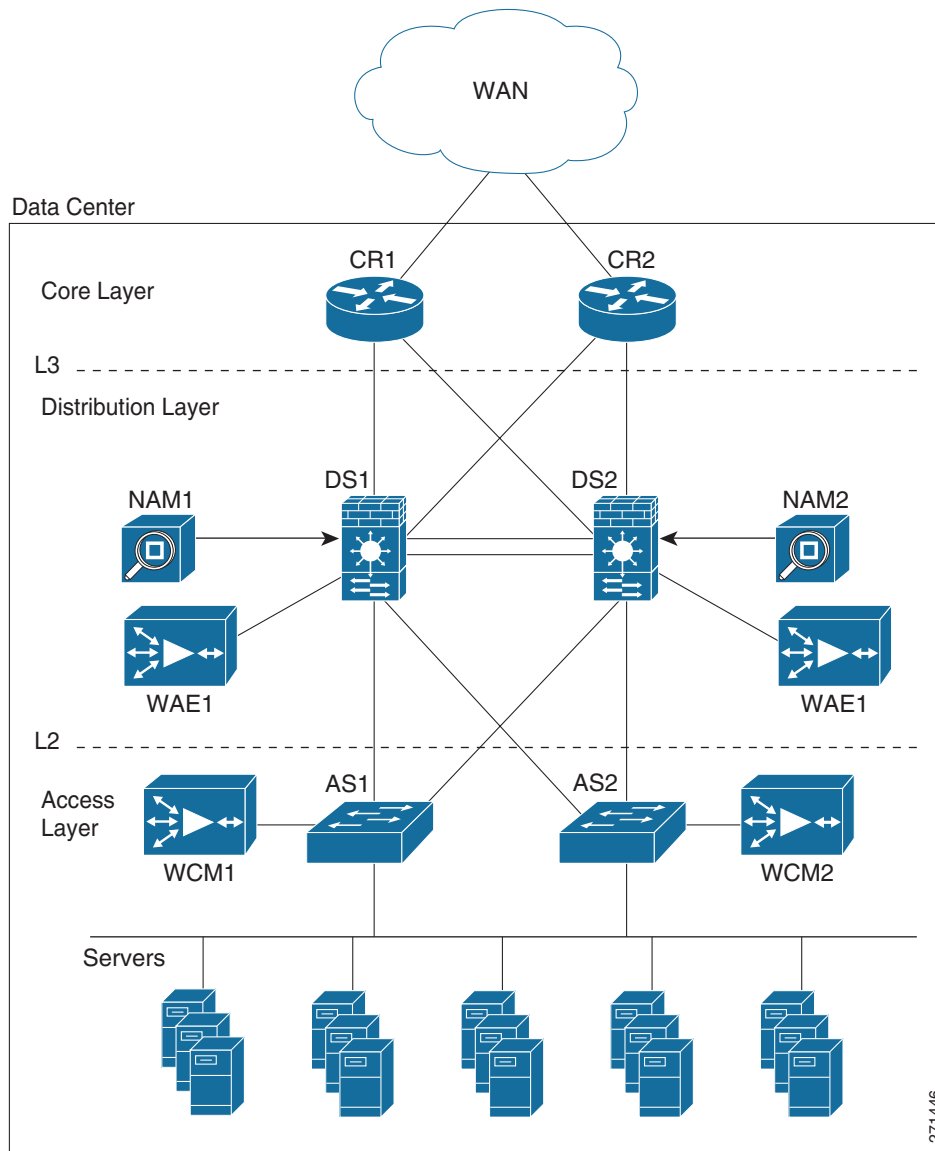 WAN
Data Center
CR1
CR2
Core Layer
L3
Distribution Layer
DS1
DS2
NAM1
NAM2
WAE1
WAE1
L2
AS1
AS2
Access
Layer
WCM1
WCM2
Servers
271446